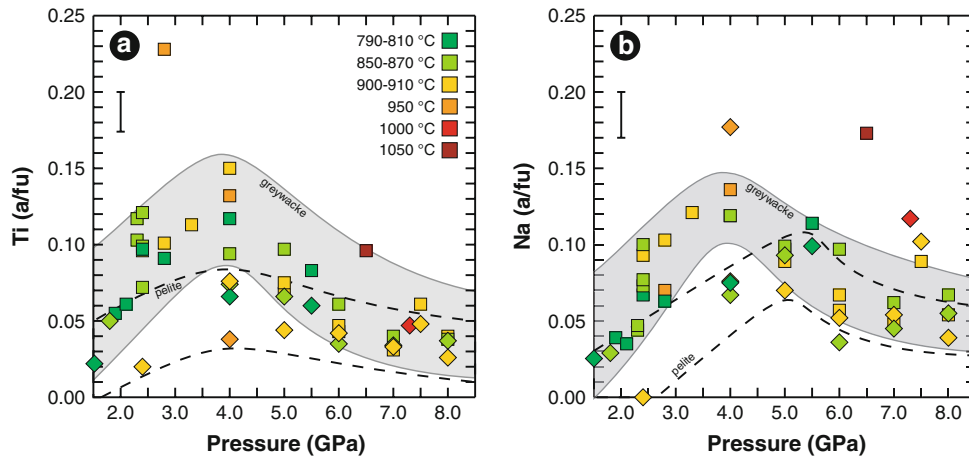 a
b
790-810 °C
850-870 °C
900-910 °C
950 °C
1000 °C
1050 °C
0.25
0.20
0.15
0.10
0.05
0.00
Ti (a/fu)
greywacke
pelite
2.0 3.0 4.0 5.0 6.0 7.0 8.0
Pressure (GPa)
0.25
0.20
0.15
0.10
0.05
0.00
Na (a/fu)
greywacke
pelite
2.0 3.0 4.0 5.0 6.0 7.0 8.0
Pressure (GPa)